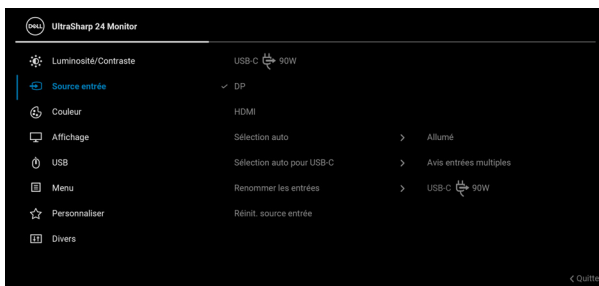 DELL UltraSharp 24 Monitor
Luminosité/Contraste USB-C 90W
Source entrée DP
Couleur HDMI
Affichage Sélection auto > Allumé
USB Sélection auto pour USB-C > Avis entrées multiples
Menu Renommer les entrées > USB-C 90W
Personnaliser Réinit. source entrée
Divers
< Quitte